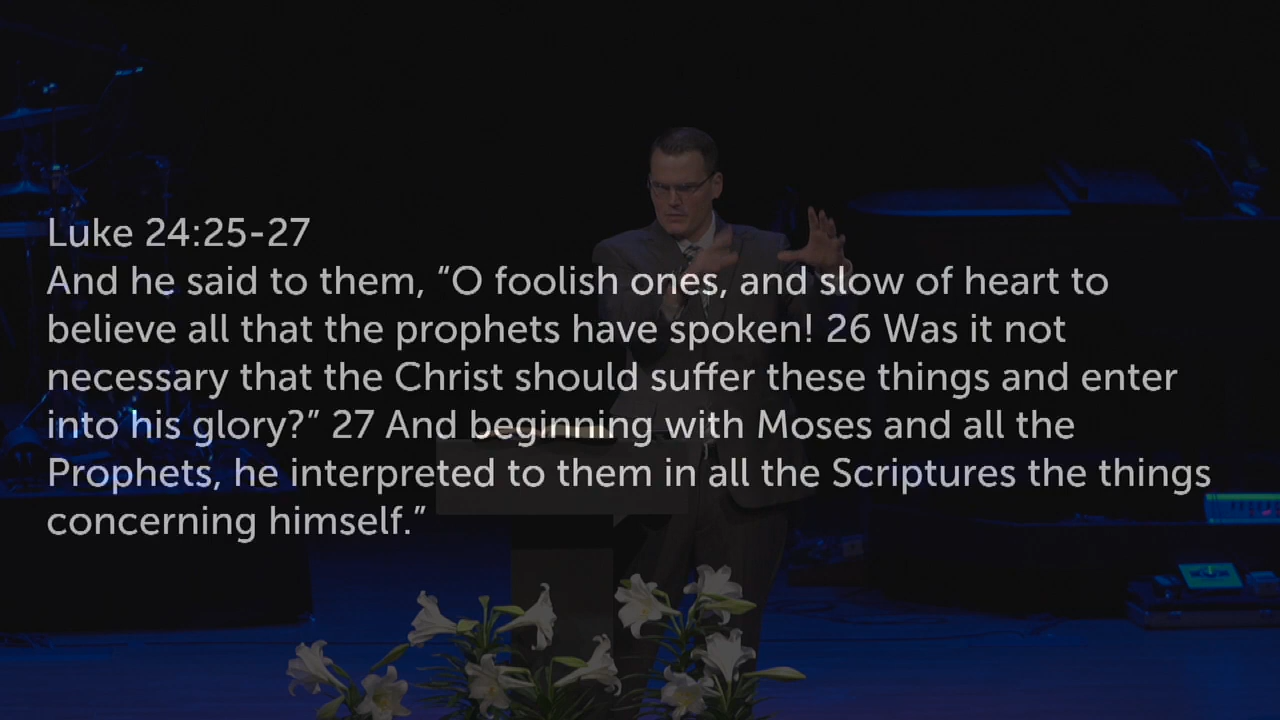 Luke 24:25-27
And he said to them, “O foolish ones, and slow of heart to
believe all that the prophets have spoken! 26 Was it not
necessary that the Christ should suffer these things and enter
into his glory?” 27 And beginning with Moses and all the
Prophets, he interpreted to them in all the Scriptures the things
concerning himself.”